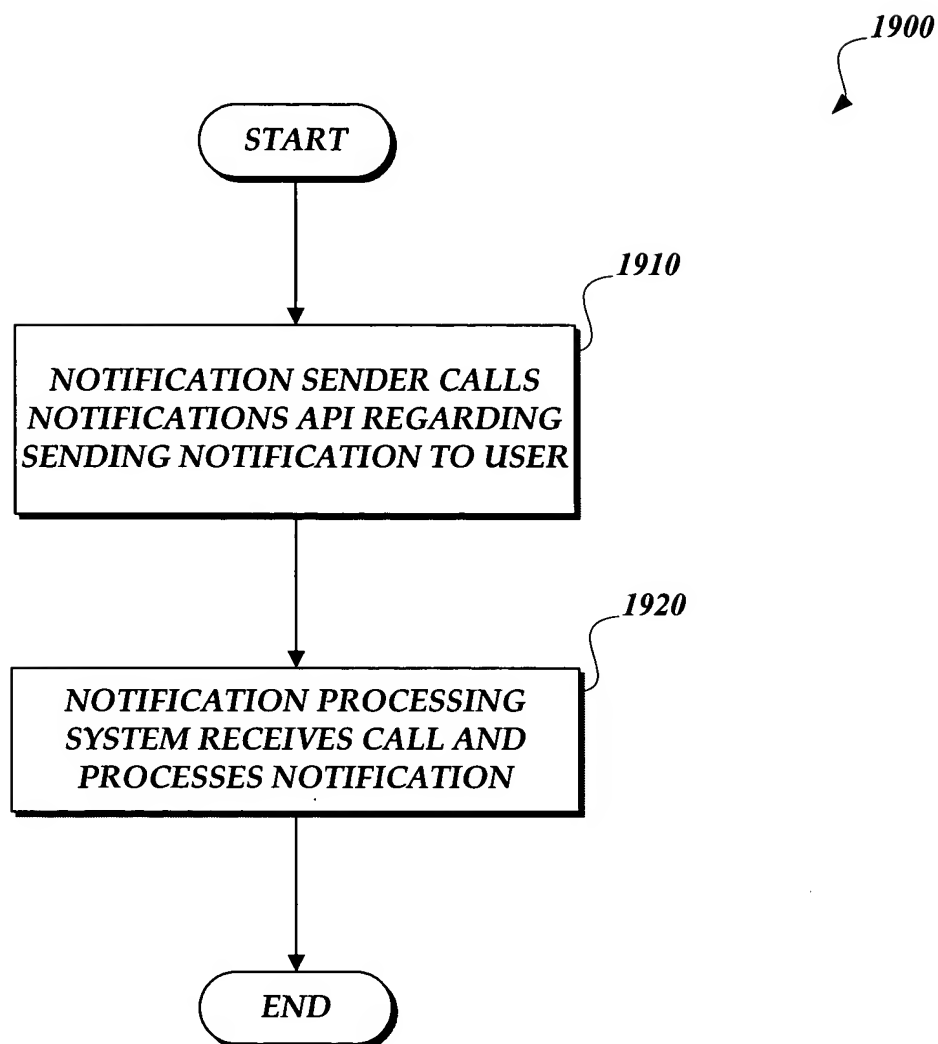 1900
START
1910
NOTIFICATION SENDER CALLS
NOTIFICATIONS API REGARDING
SENDING NOTIFICATION TO USER
1920
NOTIFICATION PROCESSING
SYSTEM RECEIVES CALL AND
PROCESSES NOTIFICATION
END